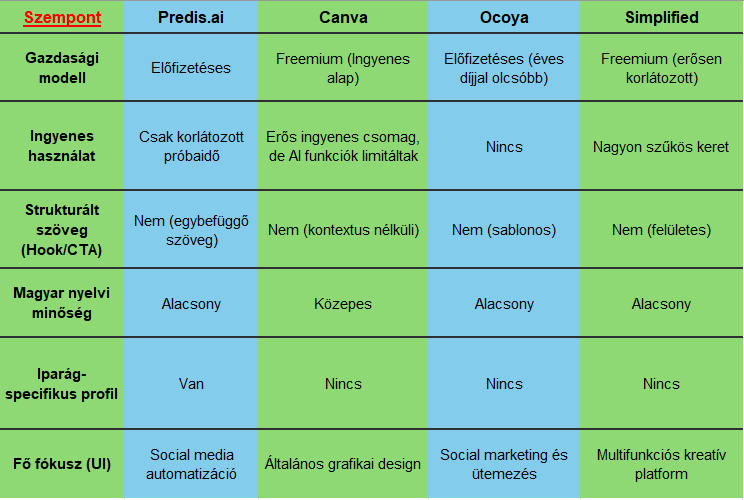 Szempont Predis.ai Canva Ocoya Simplified
Gazdasági
modell
Előfizetéses
Freemium (Ingyenes
alap)
Előfizetéses (éves
díjjal olcsóbb)
Freemium (erősen
korlátozott)
Ingyenes
használat
Csak korlátozott
próbaidő
Erős ingyenes csomag,
de AI funkciók limitáltak
Nincs
Nagyon szűkös keret
Strukturált
szöveg
(Hook/CTA)
Nem (egybefüggő
szöveg)
Nem (kontextus nélküli)
Nem (sablonos)
Nem (felületes)
Magyar nyelvi
minőség
Alacsony
Közepes
Alacsony
Alacsony
Iparág-
specifikus profil
Van
Nincs
Nincs
Nincs
Fő fókusz (UI)
Social media
automatizáció
Általános grafikai design
Social marketing és
ütemezés
Multifunkciós kreatív
platform